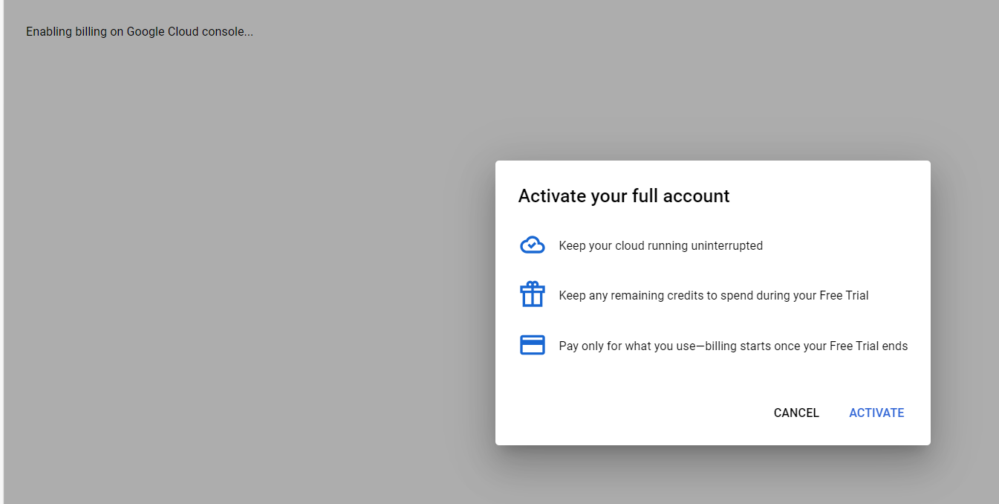 Enabling billing on Google Cloud console...
Activate your full account
Keep your cloud running uninterrupted
Keep any remaining credits to spend during your Free Trial
Pay only for what you use—billing starts once your Free Trial ends
CANCEL ACTIVATE